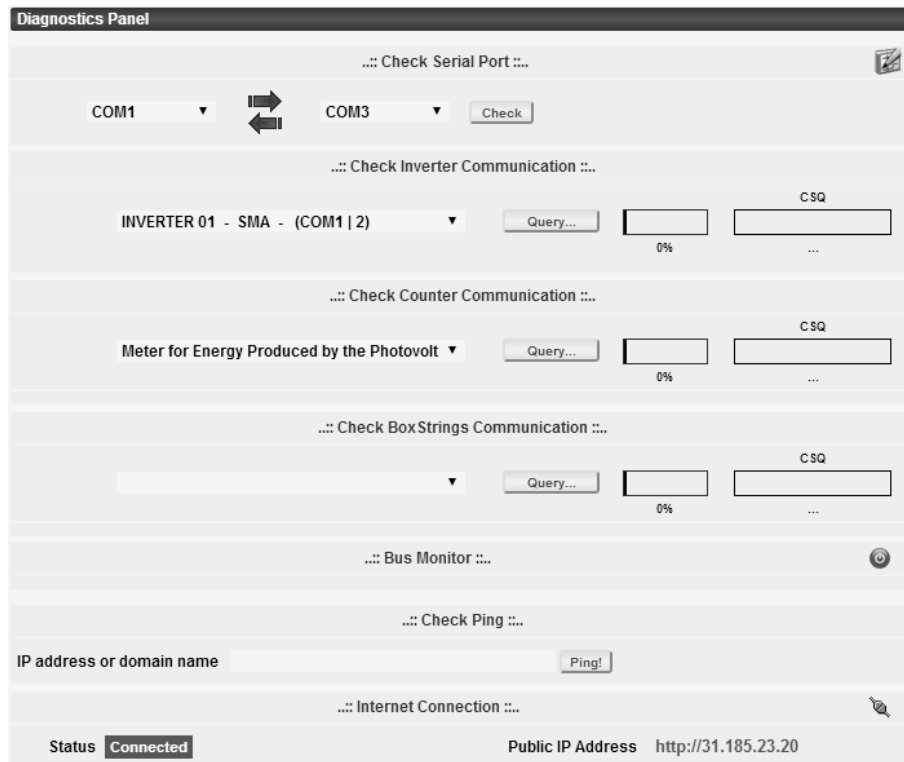 Diagnostics Panel
..:: Check Serial Port ::..
COM1 COM3 Check
..:: Check Inverter Communication ::..
CSQ
INVERTER 01 - SMA - (COM1 | 2) Query...
0% ...
..:: Check Counter Communication ::..
CSQ
Meter for Energy Produced by the Photovolt Query...
0% ...
..:: Check BoxStrings Communication ::..
CSQ
Query...
0% ...
..:: Bus Monitor ::..
..:: Check Ping ::..
IP address or domain name Ping!
..:: Internet Connection ::..
Status Connected Public IP Address http://31.185.23.20